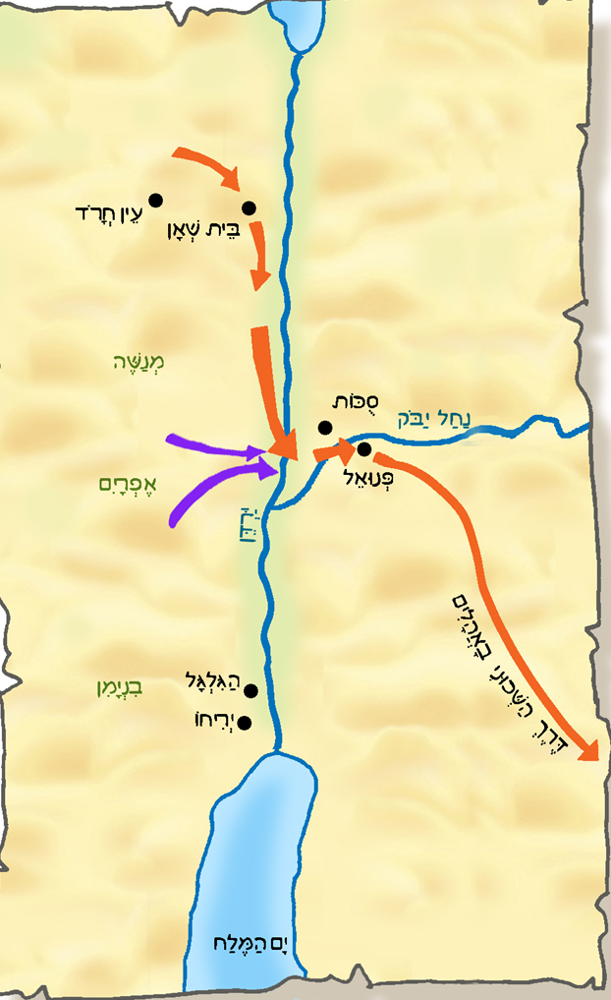 עֵין חֲרֹד
בֵּית שְׁאָן
מְנַשֶּׁה
סֻכּוֹת
נַחַל יַבֹּק
פְּנוּאֵל
אֶפְרַיִם
יַרְדֵּן
דֶּרֶךְ הַשְּׁכוּנֵי בָאֳהָלִים
הַגִּלְגָּל
בִּנְיָמִן
יְרִיחוֹ
יָם הַמֶּלַח